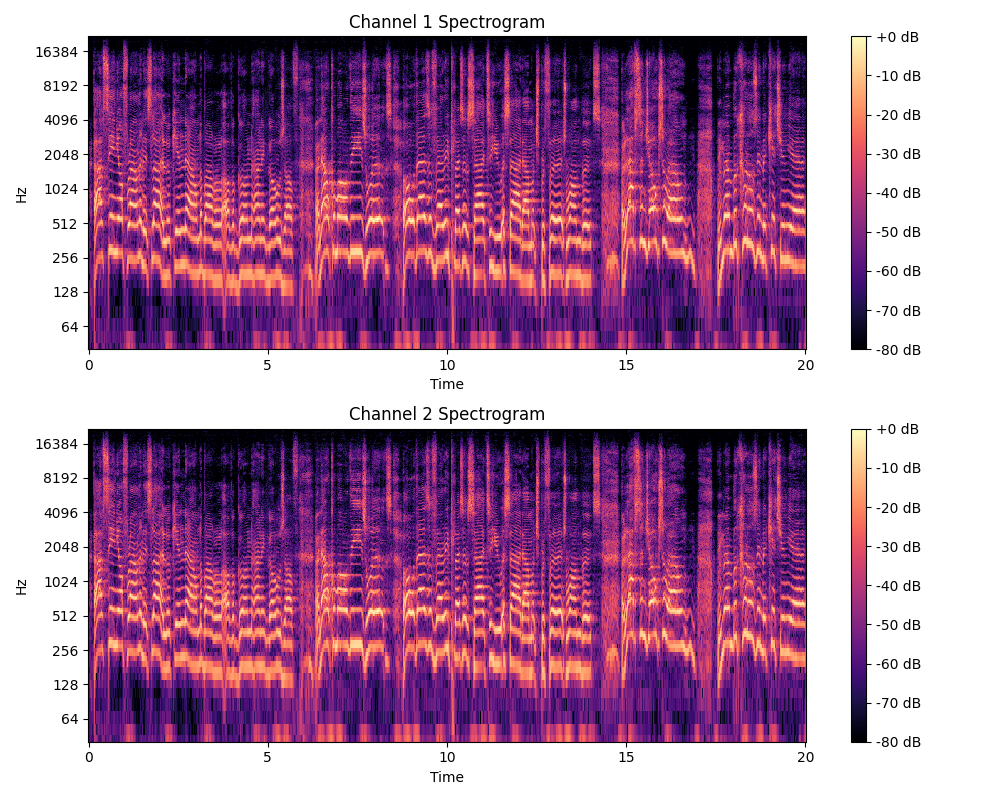 Channel 1 Spectrogram
16384
8192
4096
2048
1024
512
256
128
64
Hz
0 5 10 15 20
Time
+0 dB
-10 dB
-20 dB
-30 dB
-40 dB
-50 dB
-60 dB
-70 dB
-80 dB
Channel 2 Spectrogram
16384
8192
4096
2048
1024
512
256
128
64
Hz
0 5 10 15 20
Time
+0 dB
-10 dB
-20 dB
-30 dB
-40 dB
-50 dB
-60 dB
-70 dB
-80 dB